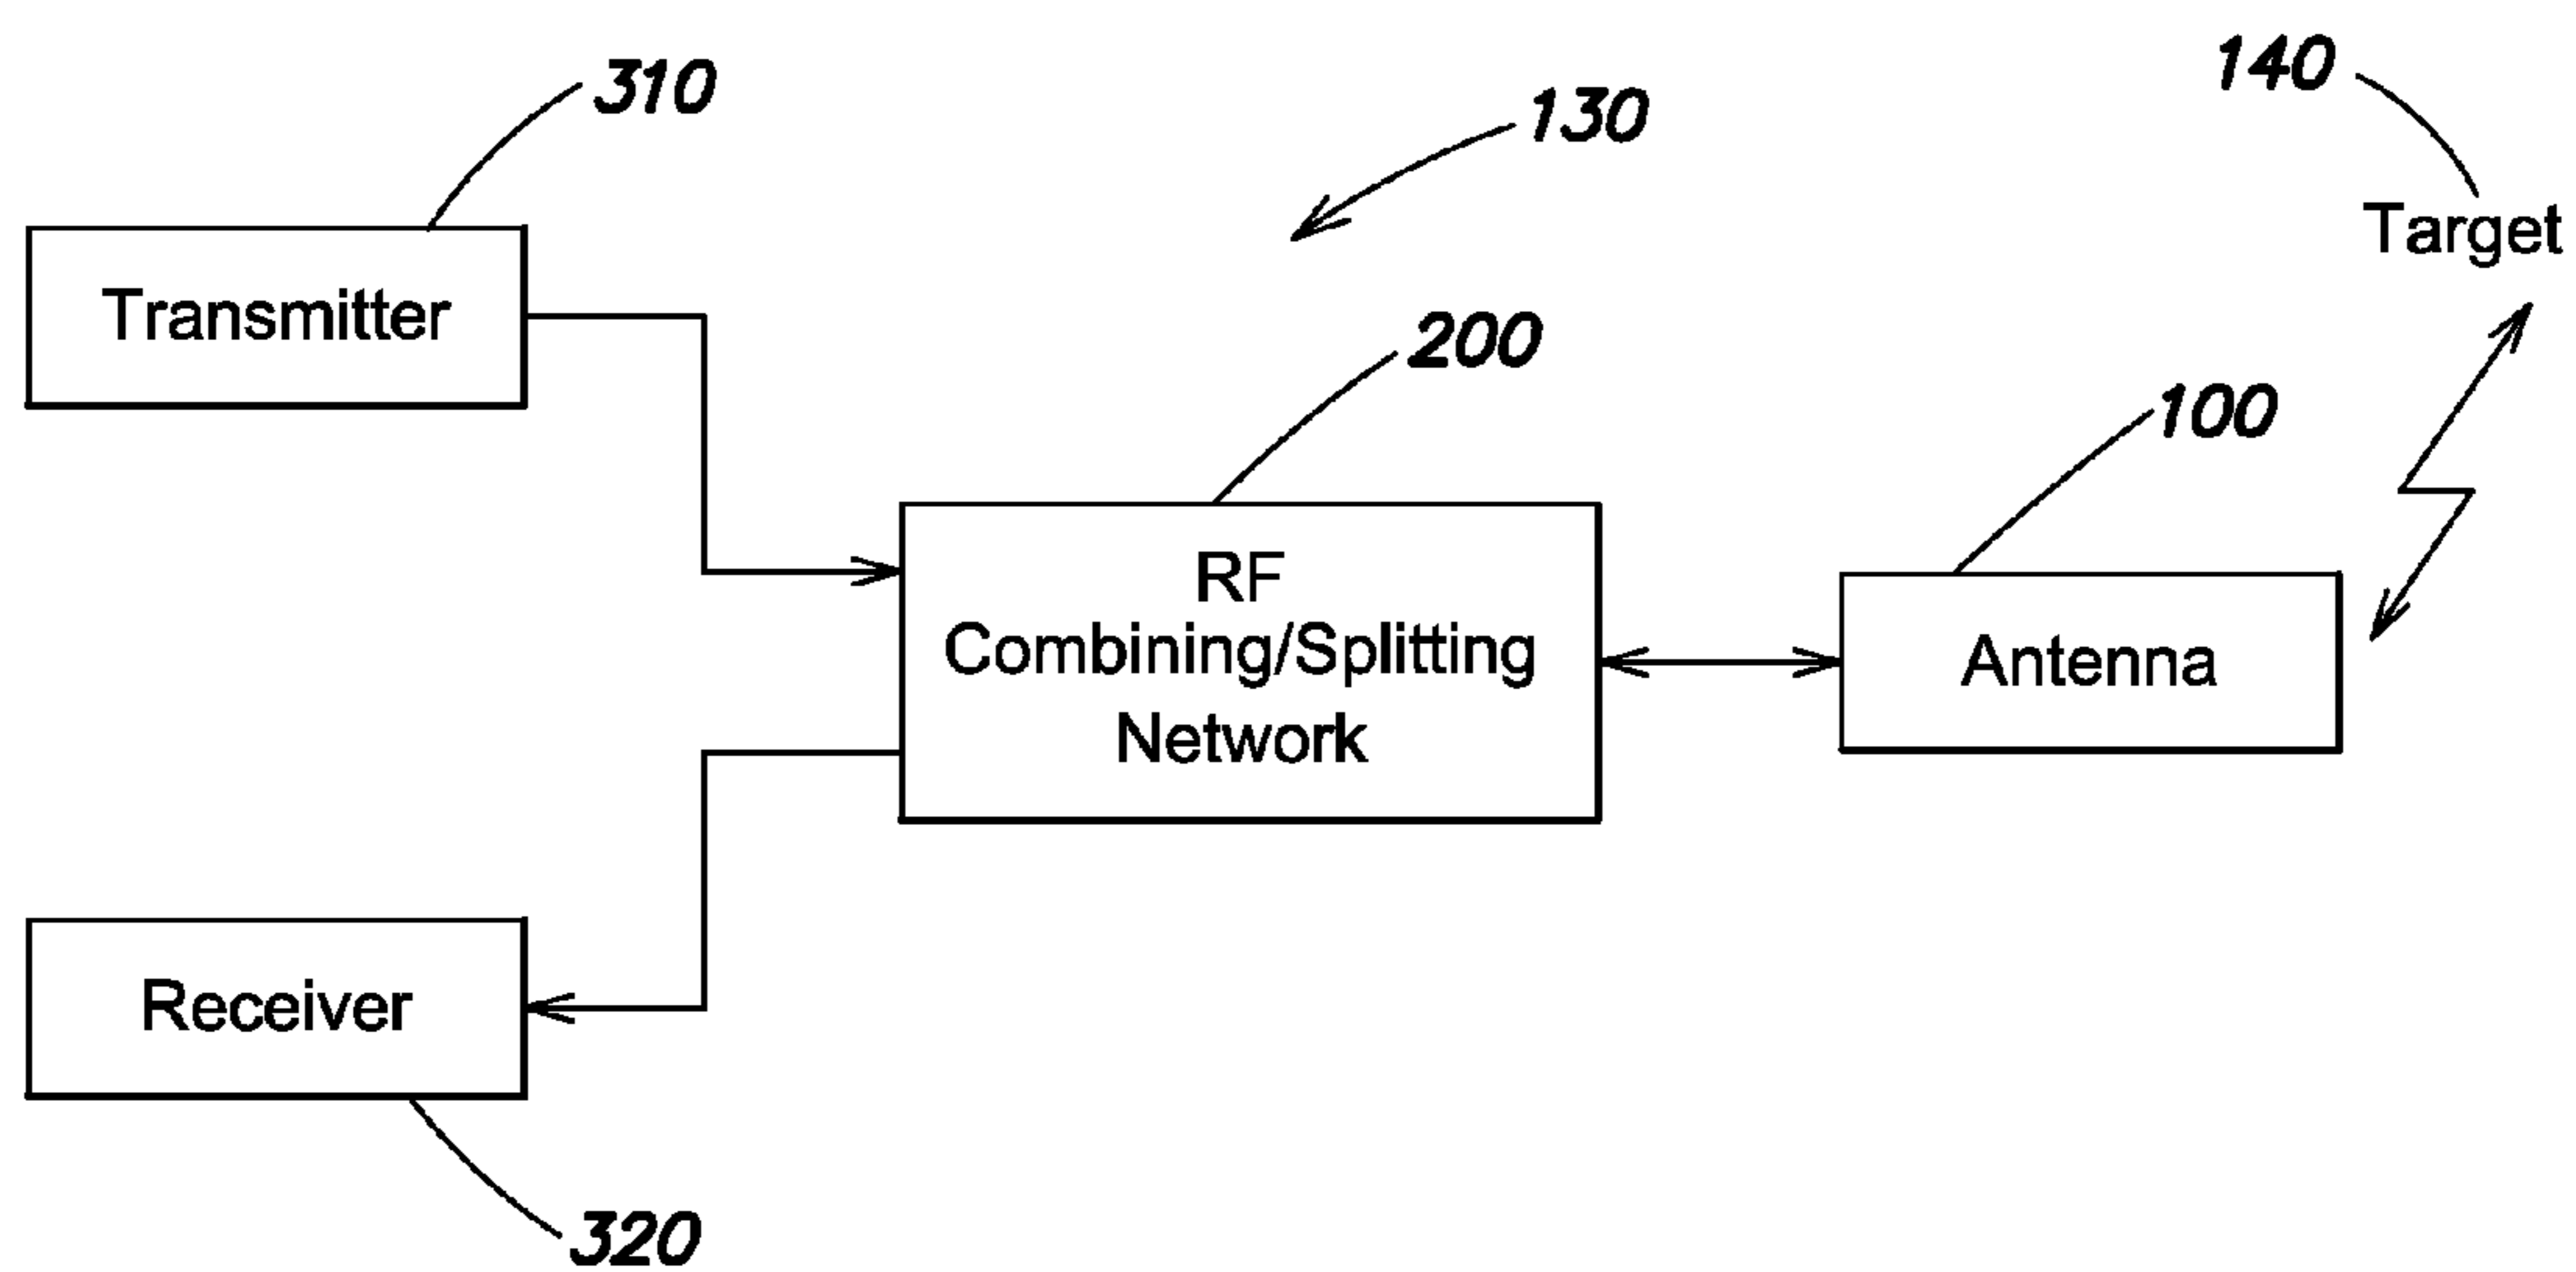 310
130
140
Target
Transmitter
200
100
RF
Combining/Splitting
Network
Antenna
Receiver
320